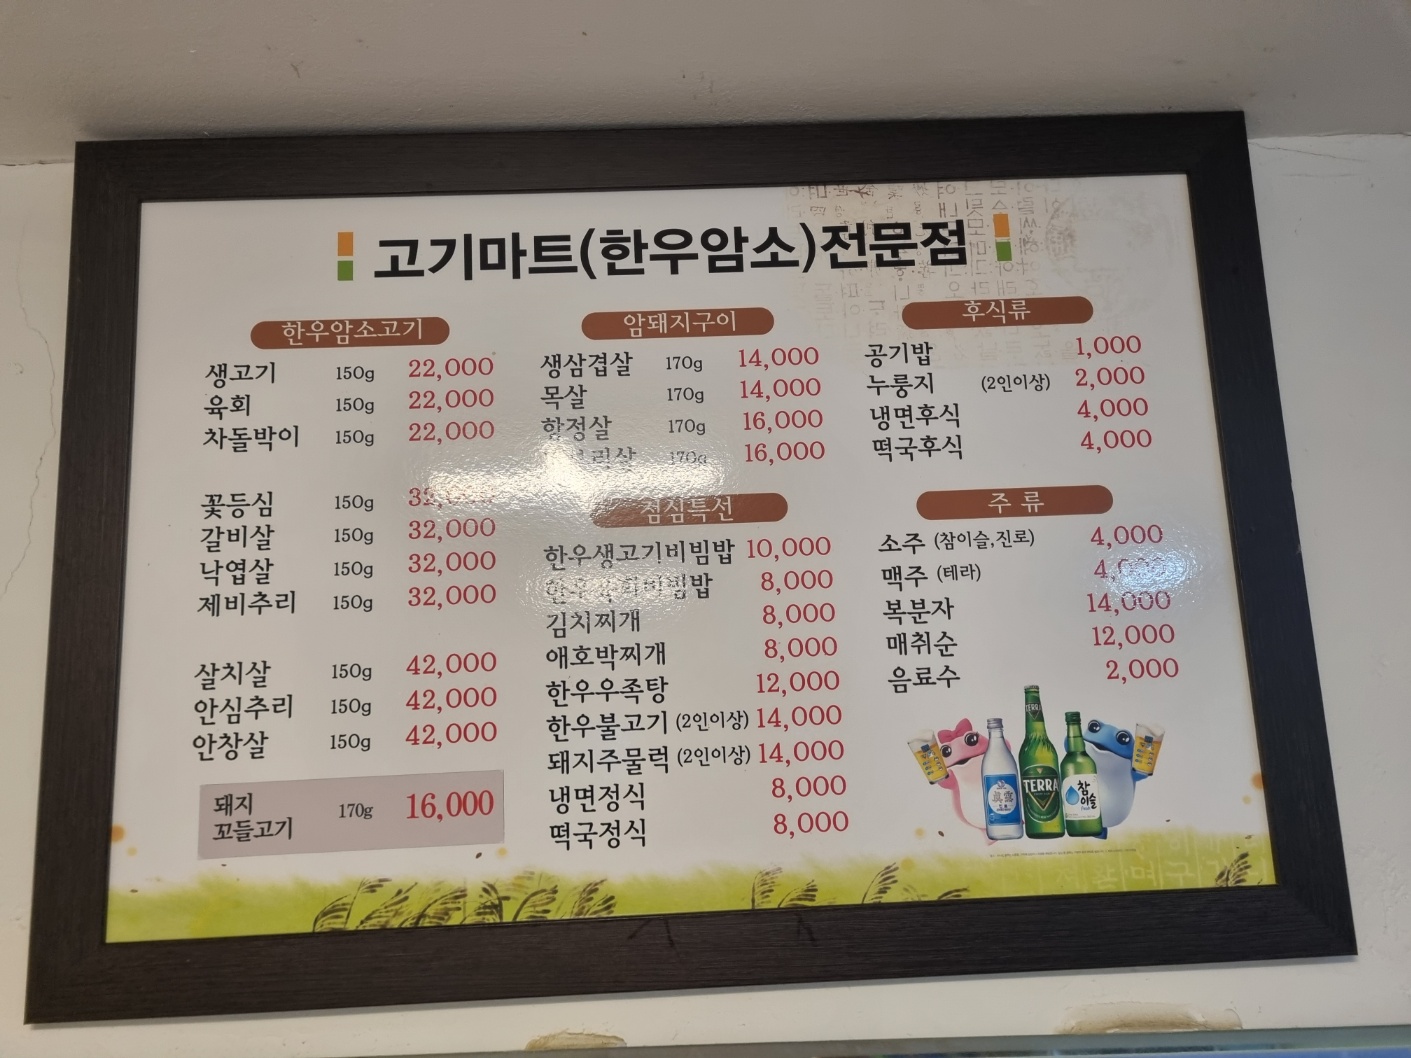 고기마트(한우암소)전문점
한우암소고기
생고기 150g 22,000
육회 150g 22,000
차돌박이 150g 22,000
꽃등심 150g
갈비살 150g 32,000
낙엽살 150g 32,000
제비추리 150g 32,000
살치살 150g 42,000
안심추리 150g 42,000
안창살 150g 42,000
돼지
꼬들고기 170g 16,000
암돼지구이
생삼겹살 170g 14,000
목살 170g 14,000
항정살 170g 16,000
170g 16,000
점심특선
한우생고기비빔밥 10,000
한우육회비빔밥 8,000
김치찌개 8,000
애호박찌개 8,000
한우우족탕 12,000
한우불고기 (2인이상) 14,000
돼지주물럭 (2인이상) 14,000
냉면정식 8,000
떡국정식 8,000
후식류
공기밥 1,000
누룽지 (2인이상) 2,000
냉면후식 4,000
떡국후식 4,000
주 류
소주 (참이슬,진로) 4,000
맥주 (테라) 4,000
복분자 14,000
매취순 12,000
음료수 2,000
TERRA
TERRA
참
이슬